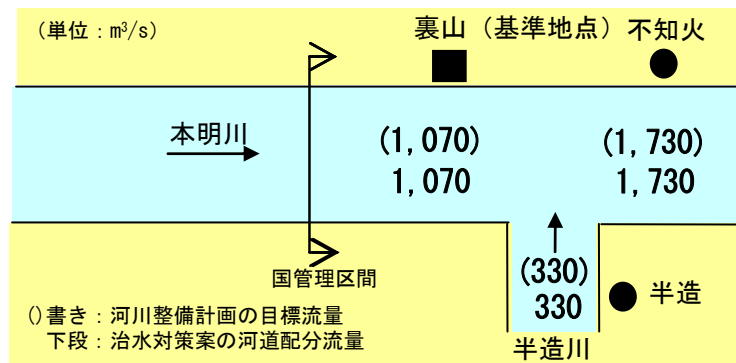 (単位：m³/s)
裏山 (基準地点)
不知火
本明川
(1,070)
1,070
(1,730)
1,730
国管理区間
(330)
330
半造
半造川
()書き：河川整備計画の目標流量
下段：治水対策案の河道配分流量